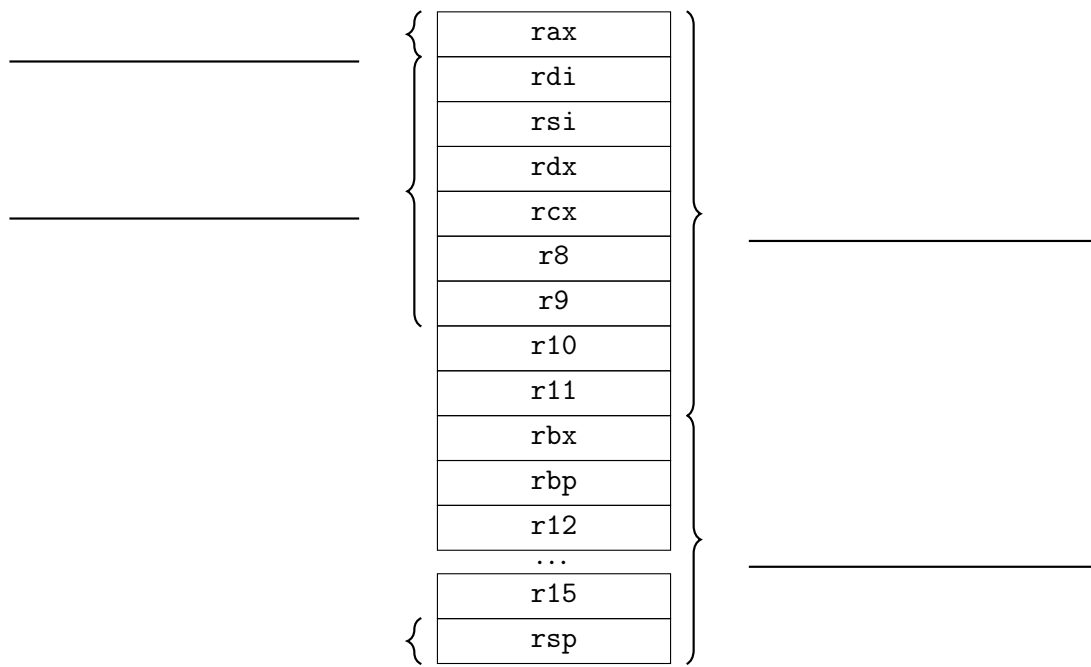 rax
rdi
rsi
rdx
rcx
r8
r9
r10
r11
rbx
rbp
r12
...
r15
rsp